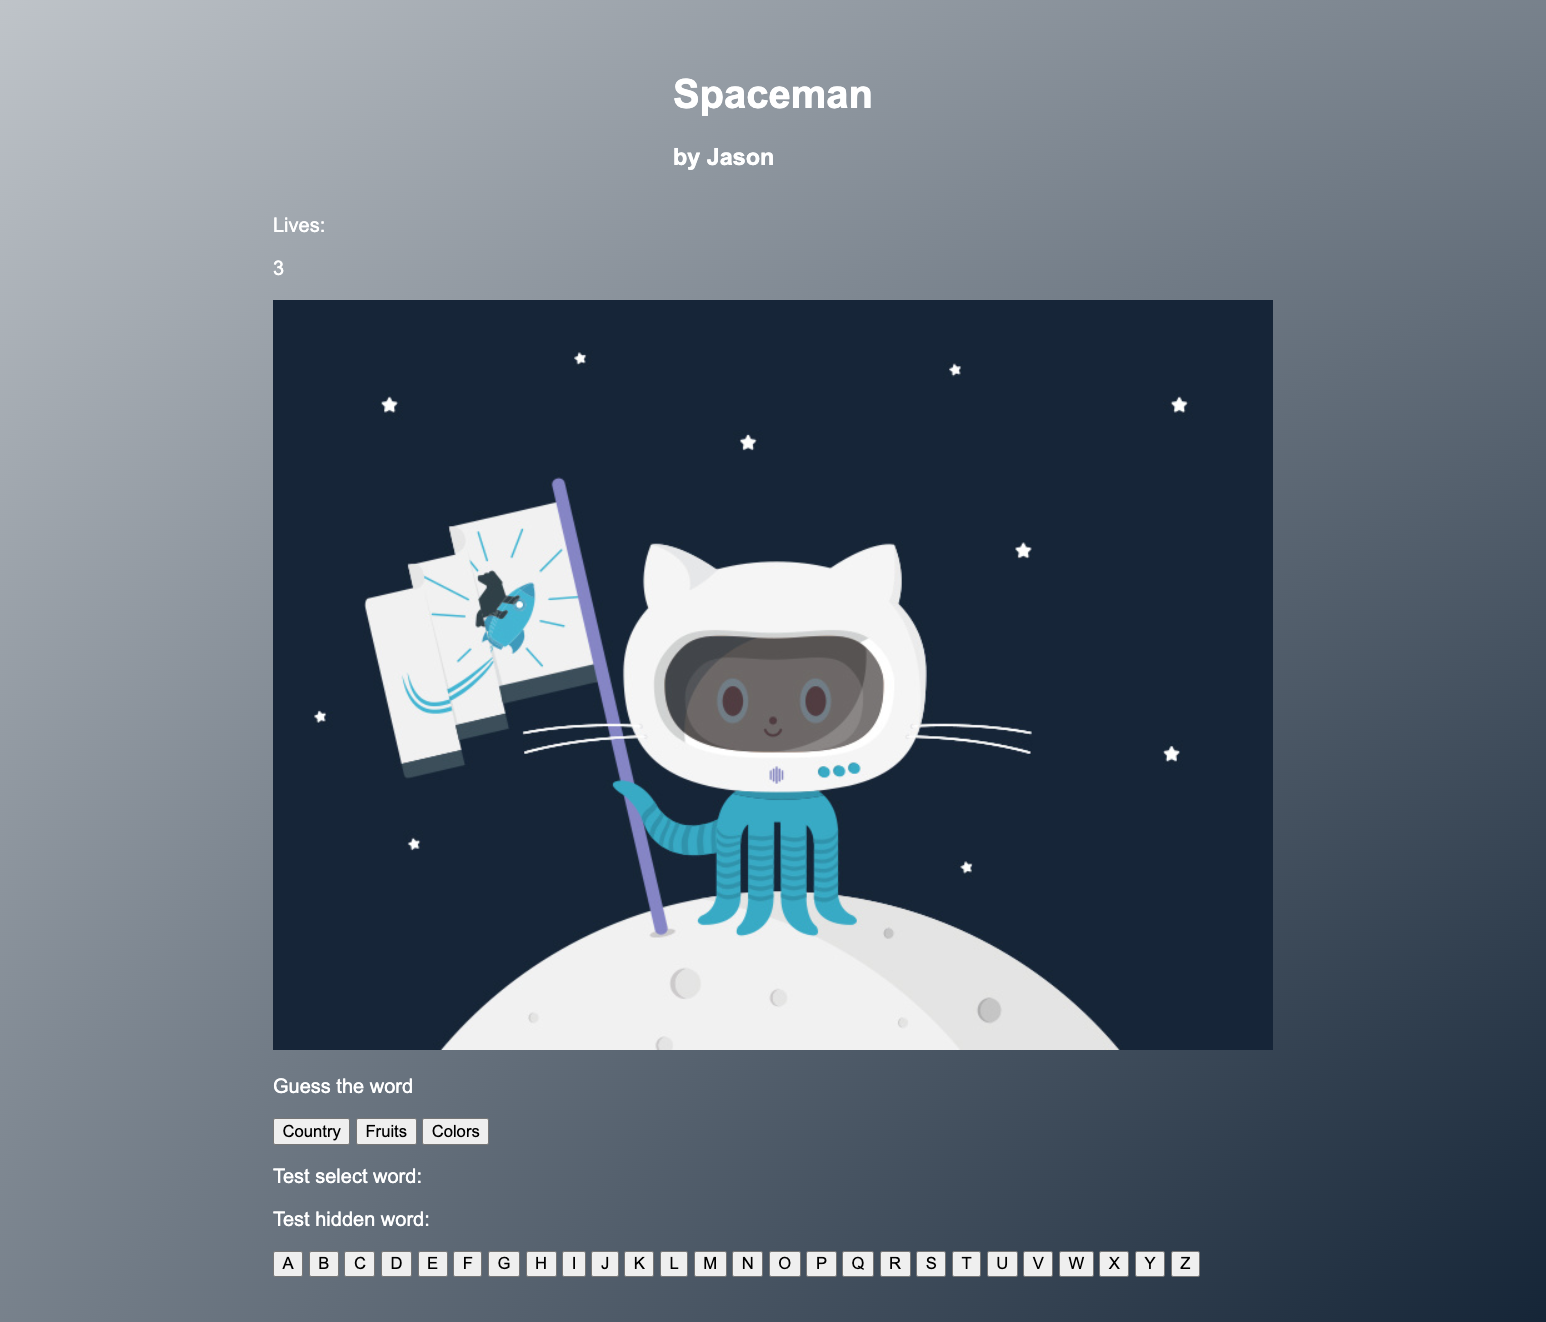 Spaceman
by Jason
Lives:
3
Guess the word
Country Fruits Colors
Test select word:
Test hidden word:
A B C D E F G H I J K L M N O P Q R S T U V W X Y Z